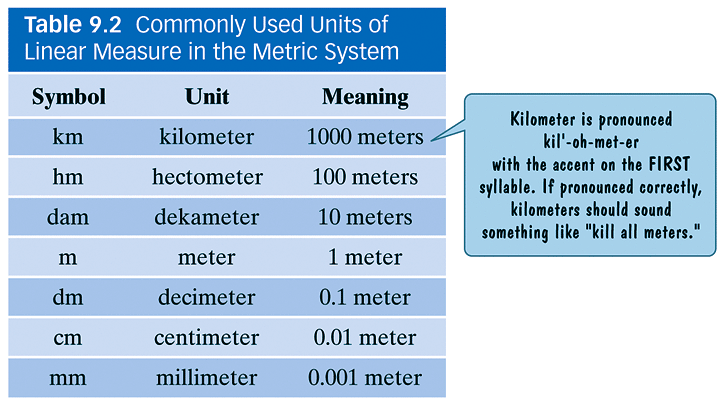 Table 9.2 Commonly Used Units of
Linear Measure in the Metric System
Symbol Unit Meaning
km kilometer 1000 meters
hm hectometer 100 meters
dam dekameter 10 meters
m meter 1 meter
dm decimeter 0.1 meter
cm centimeter 0.01 meter
mm millimeter 0.001 meter
Kilometer is pronounced
kil'-oh-met-er
with the accent on the FIRST
syllable. If pronounced correctly,
kilometers should sound
something like "kill all meters."